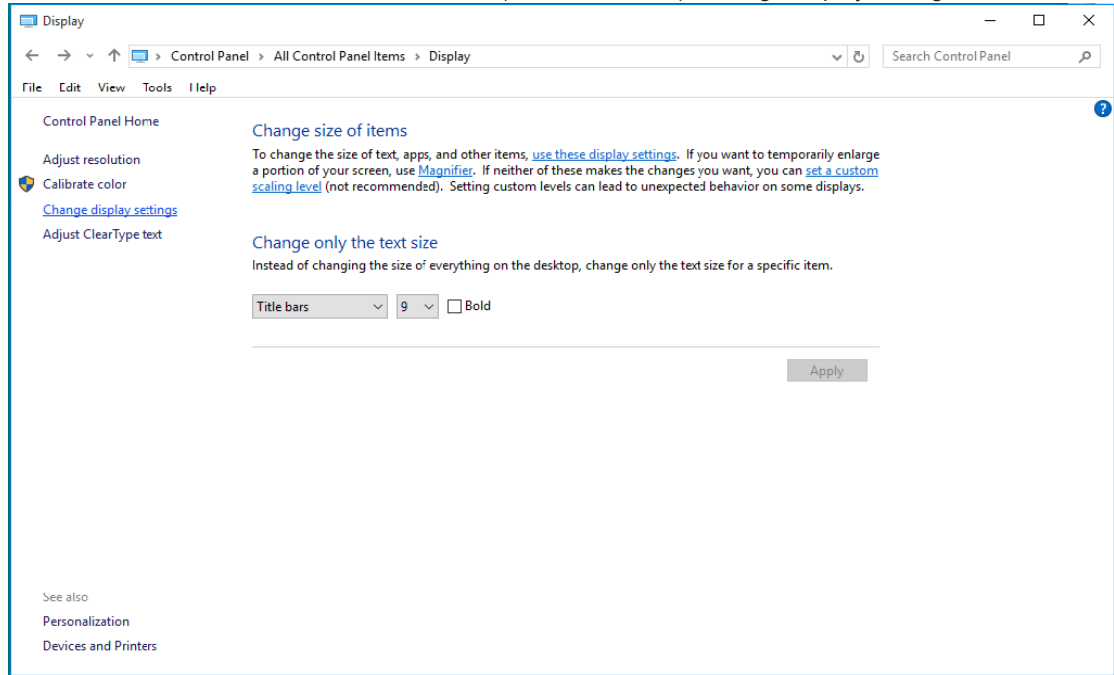 Display
Control Panel > All Control Panel Items > Display
Search Control Panel
File Edit View Tools Help
Control Panel Home
Adjust resolution
Calibrate color
Change display settings
Adjust ClearType text
Change size of items
To change the size of text, apps, and other items, use these display settings. If you want to temporarily enlarge
a portion of your screen, use Magnifier. If neither of these makes the changes you want, you can set a custom
scaling level (not recommended). Setting custom levels can lead to unexpected behavior on some displays.
Change only the text size
Instead of changing the size of everything on the desktop, change only the text size for a specific item.
Title bars 9 Bold
Apply
See also
Personalization
Devices and Printers